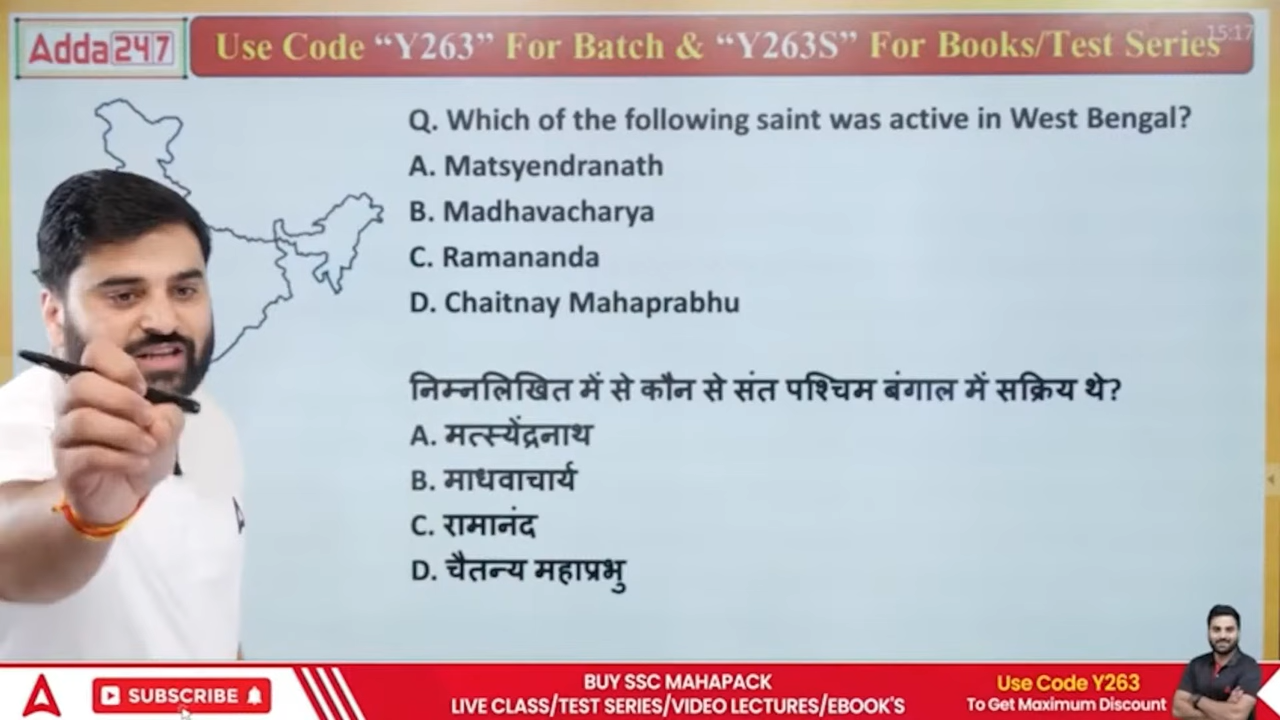 Adda247
Use Code “Y263” For Batch & “Y263S” For Books/Test Series
15:17
Q. Which of the following saint was active in West Bengal?
A. Matsyendranath
B. Madhavacharya
C. Ramananda
D. Chaitnay Mahaprabhu
निम्नलिखित में से कौन से संत पश्चिम बंगाल में सक्रिय थे?
A. मत्स्येंद्रनाथ
B. माधवाचार्य
C. रामानंद
D. चैतन्य महाप्रभु
SUBSCRIBE
BUY SSC MAHAPACK
LIVE CLASS/TEST SERIES/VIDEO LECTURES/EBOOK'S
Use Code Y263
To Get Maximum Discount